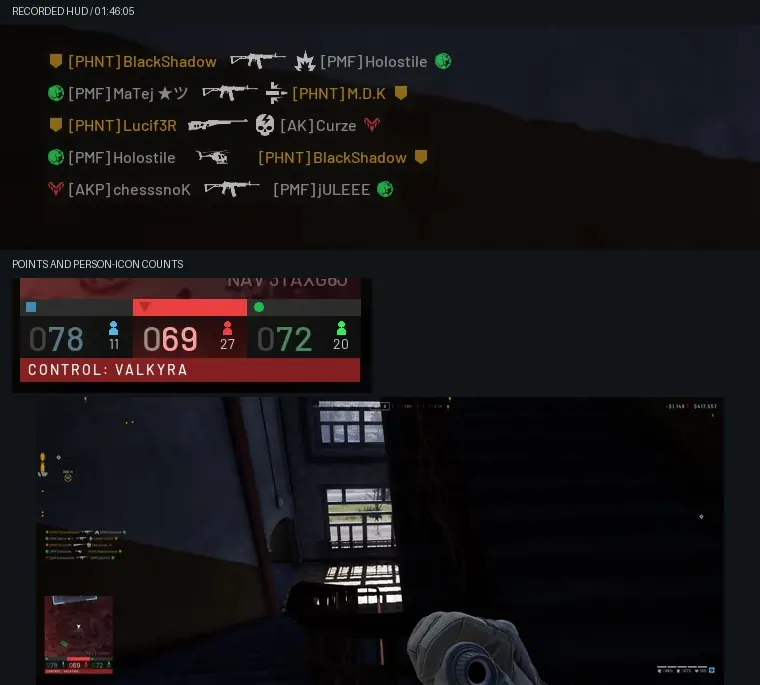 RECORDED HUD / 01:46:05
[PHNT] BlackShadow [PMF] Holostile
[PMF] MaTej ★ツ [PHNT] M.D.K
[PHNT] Lucif3R [AK] Curze
[PMF] Holostile [PHNT] BlackShadow
[AKP] chesssnoK [PMF] jULEEE
POINTS AND PERSON-ICON COUNTS
078 11 069 27 072 20
CONTROL: VALKYRA